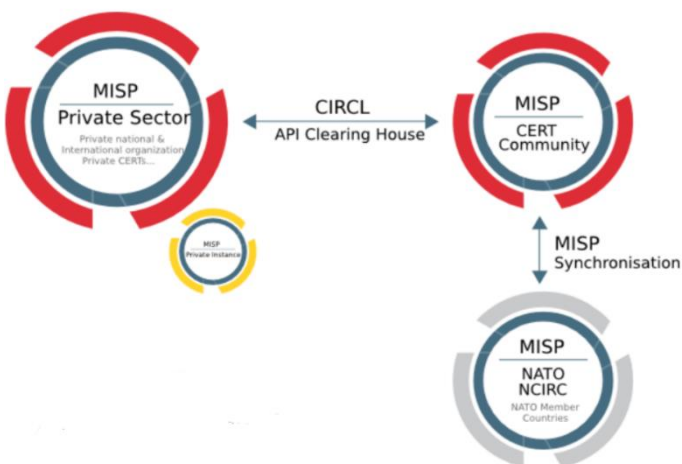 MISP
Private Sector
Private national &
International organization
Private CERTs...
MISP
Private Instance
CIRCL
API Clearing House
MISP
CERT
Community
MISP
Synchronisation
MISP
NATO
NCIRC
NATO Member
Countries